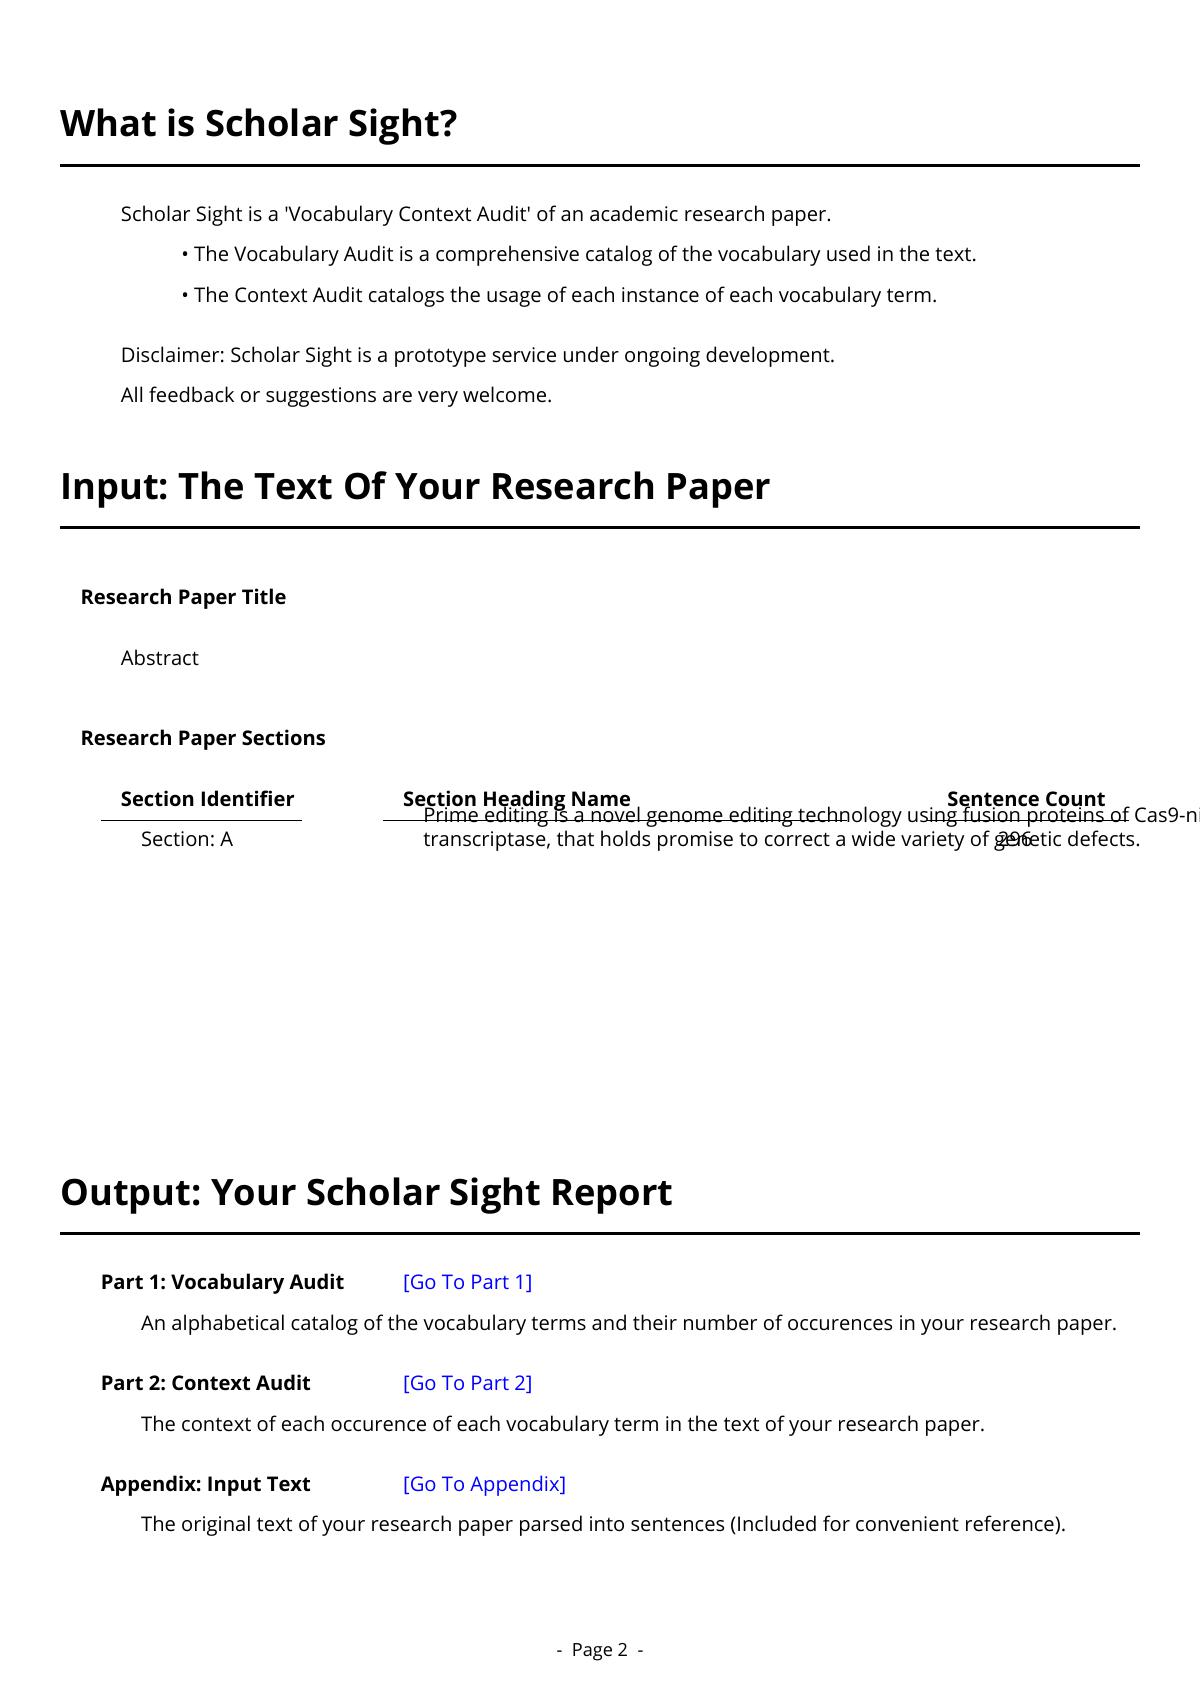 What is Scholar Sight?
Scholar Sight is a 'Vocabulary Context Audit' of an academic research paper.
• The Vocabulary Audit is a comprehensive catalog of the vocabulary used in the text.
• The Context Audit catalogs the usage of each instance of each vocabulary term.
Disclaimer: Scholar Sight is a prototype service under ongoing development.
All feedback or suggestions are very welcome.
Input: The Text Of Your Research Paper
Research Paper Title
Abstract
Research Paper Sections
Section Identifier Section Heading Name Sentence Count
Prime editing is a novel genome editing technology using fusion proteins of Cas9-ni
Section: A transcriptase, that holds promise to correct a wide variety of genetic defects. 296
Output: Your Scholar Sight Report
Part 1: Vocabulary Audit [Go To Part 1]
An alphabetical catalog of the vocabulary terms and their number of occurences in your research paper.
Part 2: Context Audit [Go To Part 2]
The context of each occurence of each vocabulary term in the text of your research paper.
Appendix: Input Text [Go To Appendix]
The original text of your research paper parsed into sentences (Included for convenient reference).
- Page 2 -